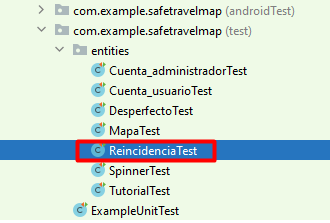 com.example.safetravelmap (androidTest)
com.example.safetravelmap (test)
entities
Cuenta_administradorTest
Cuenta_usuarioTest
DesperfectoTest
MapaTest
ReincidenciaTest
SpinnerTest
TutorialTest
ExampleUnitTest